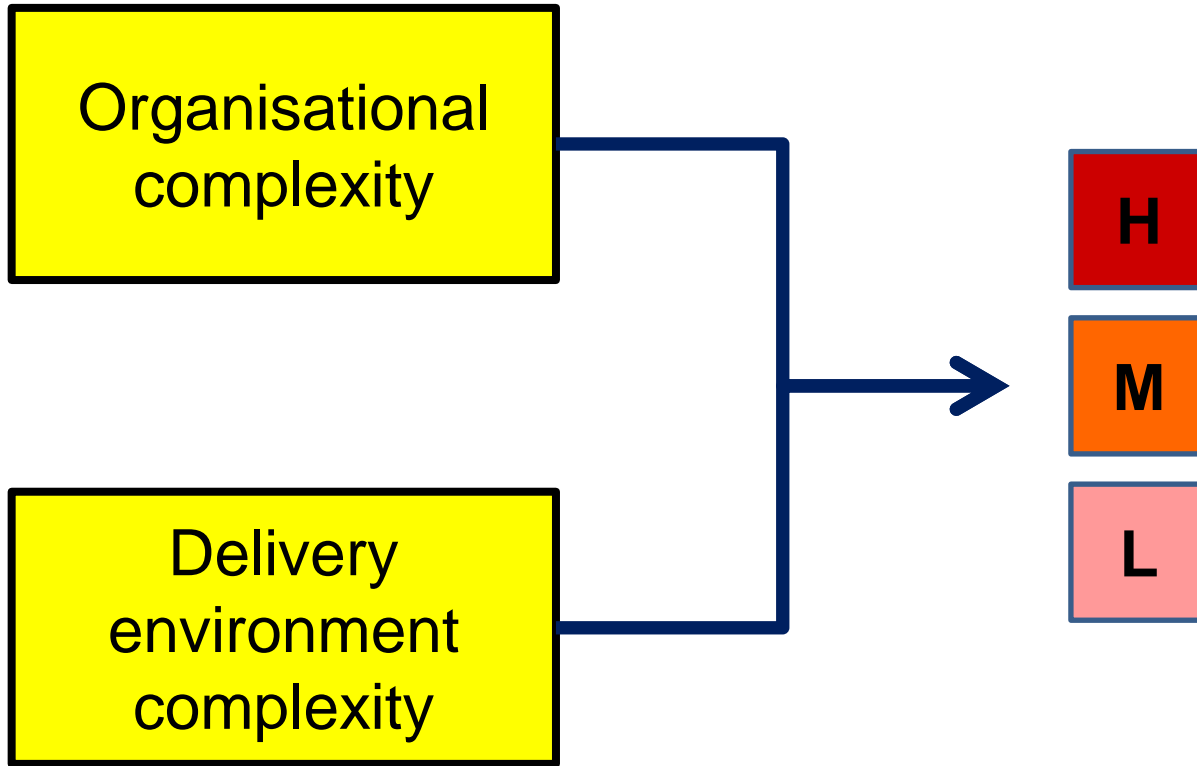 Organisational
complexity
H
M
L
Delivery
environment
complexity